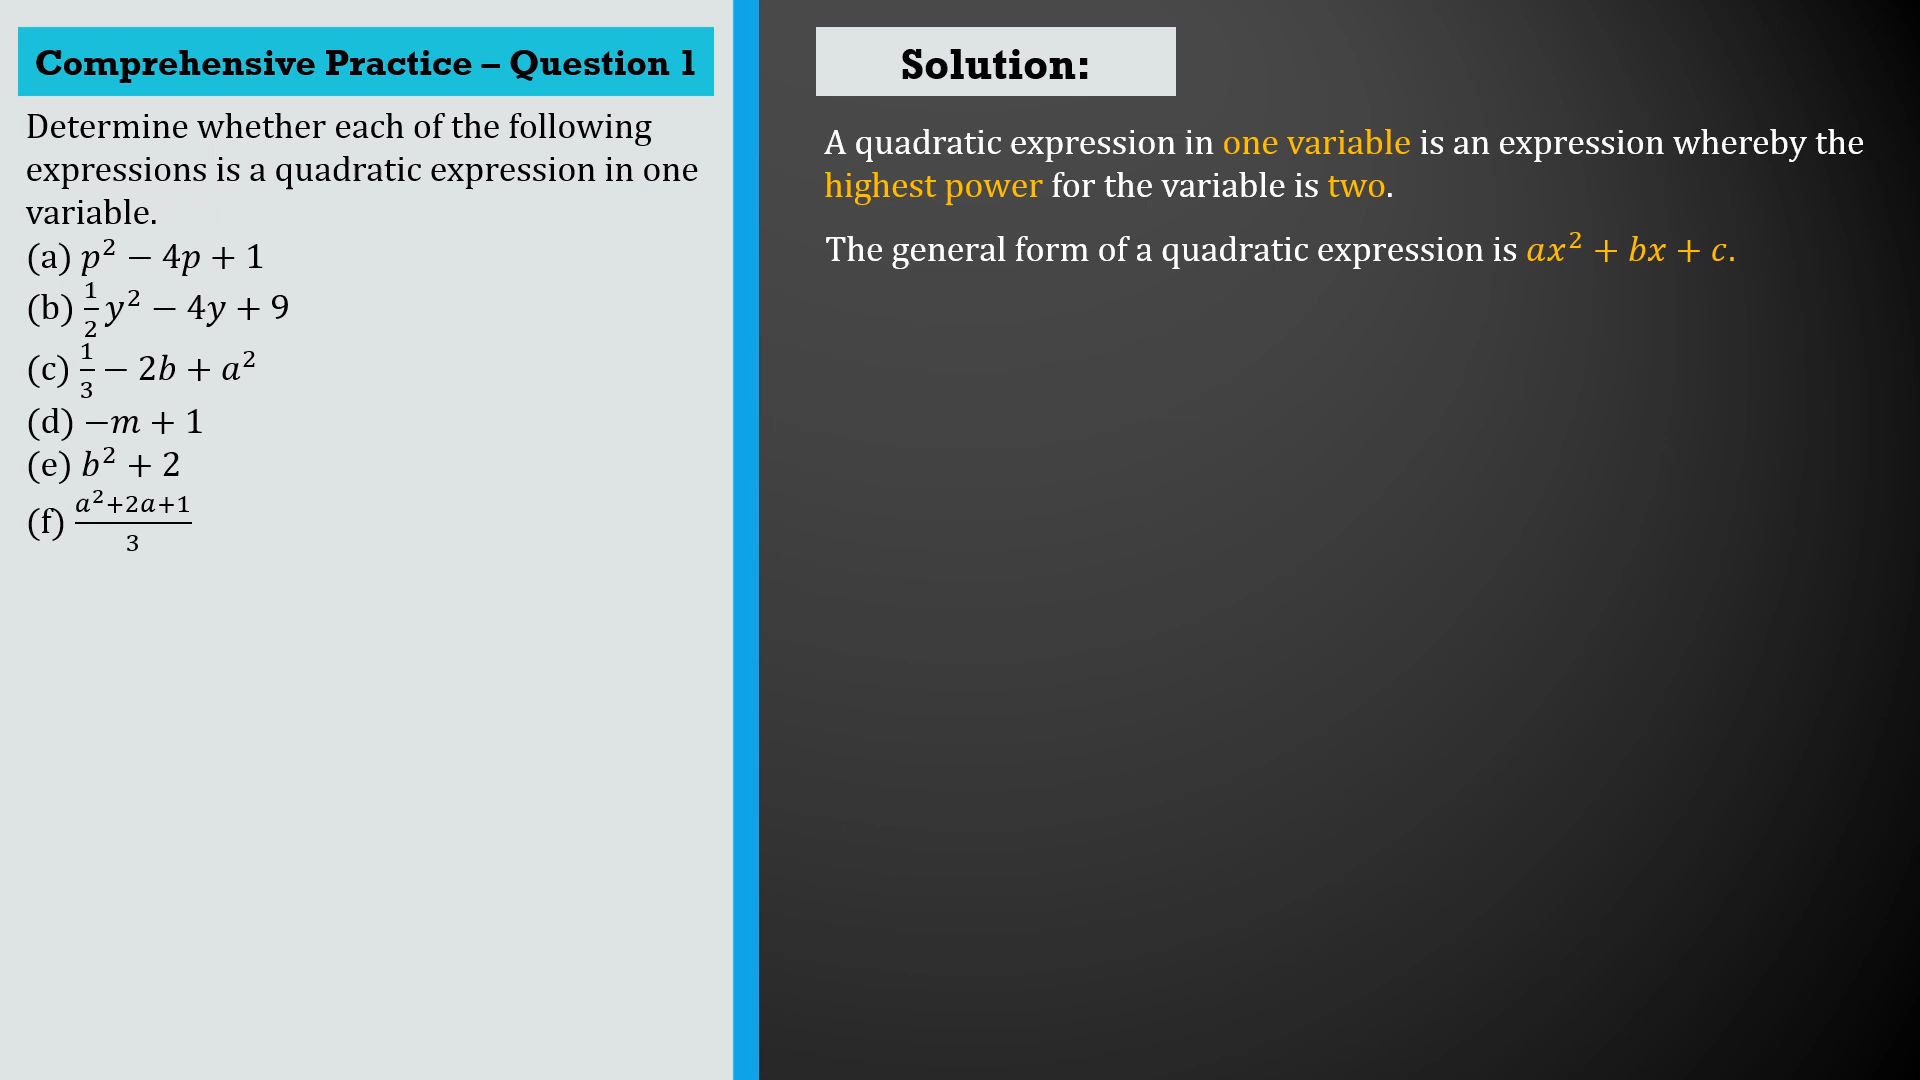 Comprehensive Practice – Question 1
Determine whether each of the following
expressions is a quadratic expression in one
variable.
(a) p² − 4p + 1
(b) 1/2 y² − 4y + 9
(c) 1/3 − 2b + a²
(d) −m + 1
(e) b² + 2
(f) (a²+2a+1)/3
Solution:
A quadratic expression in one variable is an expression whereby the
highest power for the variable is two.
The general form of a quadratic expression is ax² + bx + c.